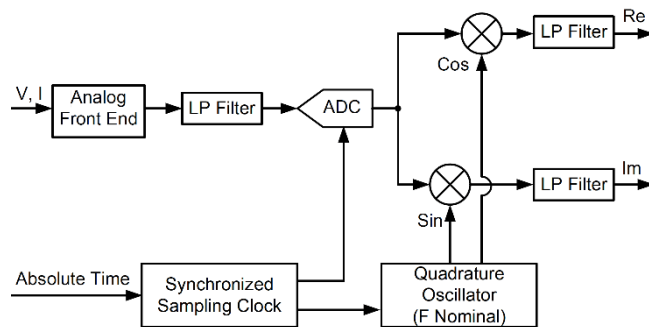 Re
LP Filter
Cos
V, I
Analog
Front End
LP Filter
ADC
Im
LP Filter
Sin
Absolute Time
Synchronized
Sampling Clock
Quadrature
Oscillator
(F Nominal)